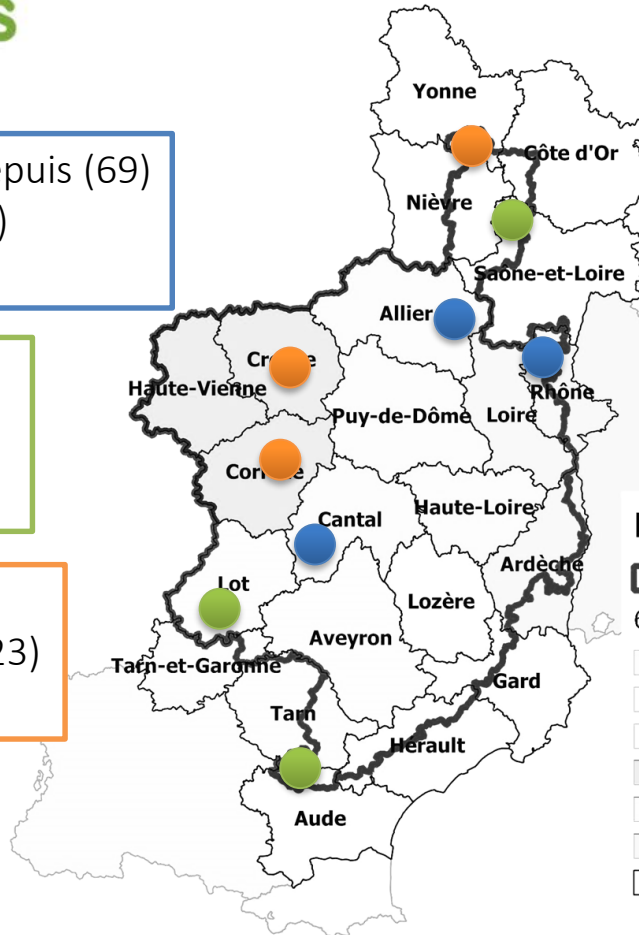 s
puis (69)
)
23)
Yonne
Côte d'Or
Nièvre
Saône-et-Loire
Allier
Haute-Vienne
Rhône
Puy-de-Dôme
Loire
Cantal
Haute-Loire
Ardèche
Lot
Lozère
Aveyron
Tarn-et-Garonne
Gard
Tarn
Hérault
Aude
6